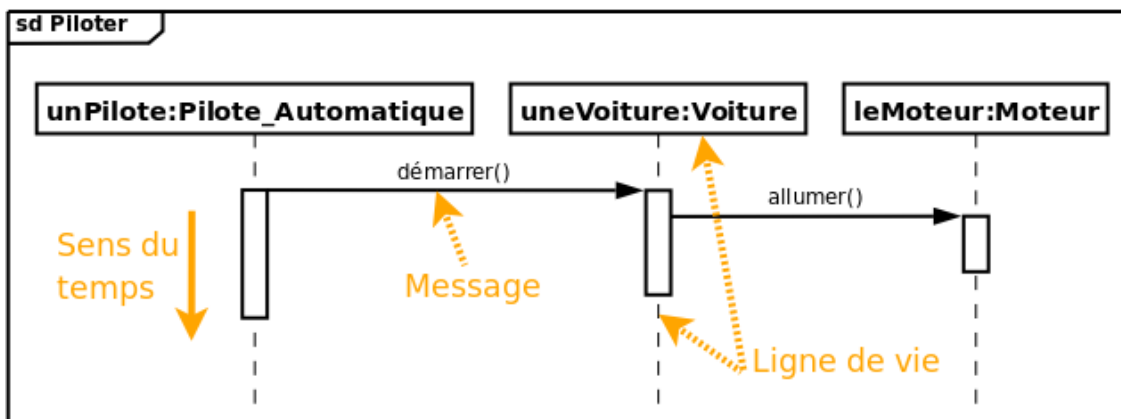 sd Piloter
unPilote:Pilote_Automatique
uneVoiture:Voiture
leMoteur:Moteur
démarrer()
allumer()
Sens du
temps
Message
Ligne de vie